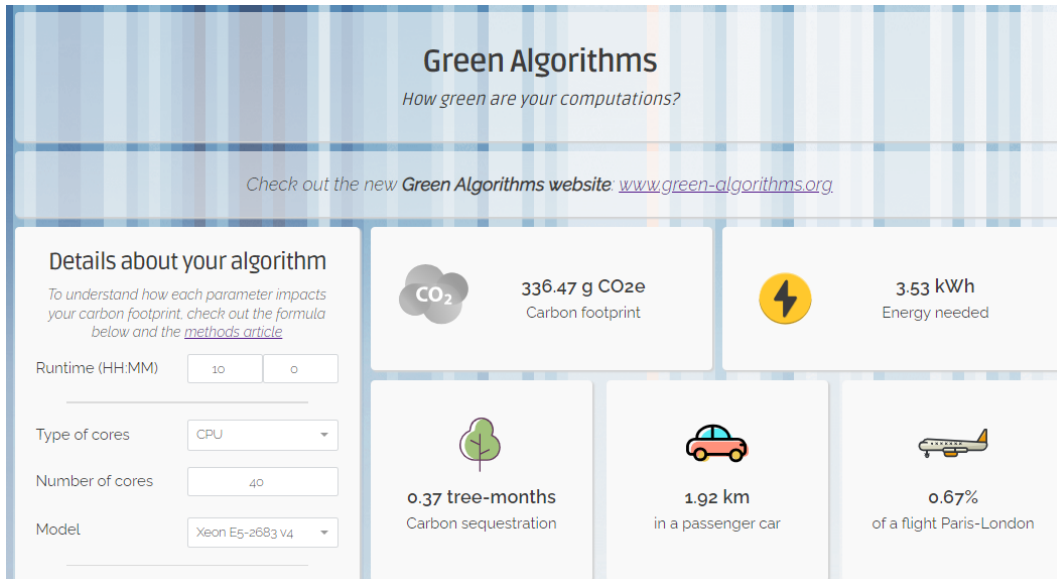 Green Algorithms
How green are your computations?
Check out the new Green Algorithms website: www.green-algorithms.org
Details about your algorithm
To understand how each parameter impacts
your carbon footprint, check out the formula
below and the methods article
Runtime (HH:MM)
10
0
Type of cores
CPU
Number of cores
40
Model
Xeon E5-2683 v4
CO2
336.47 g CO2e
Carbon footprint
3.53 kWh
Energy needed
0.37 tree-months
Carbon sequestration
1.92 km
in a passenger car
0.67%
of a flight Paris-London